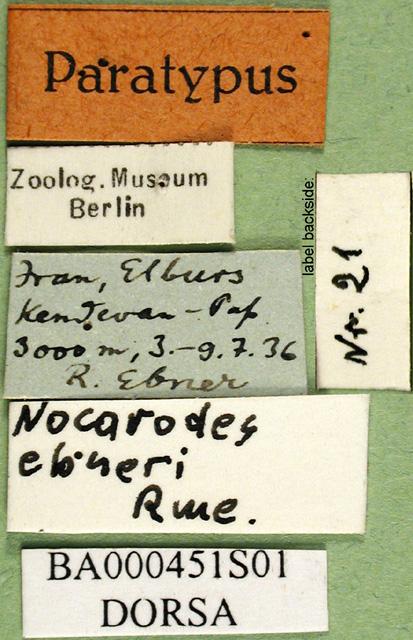 Paratypus
Zoolog. Museum
Berlin
label backside:
Nr. 21
Iran, Elburs
Kendevan-Paß
3000 m, 3.-9.7.36
R. Ebner
Nocarodes
ebneri
Rme.
BA000451S01
DORSA